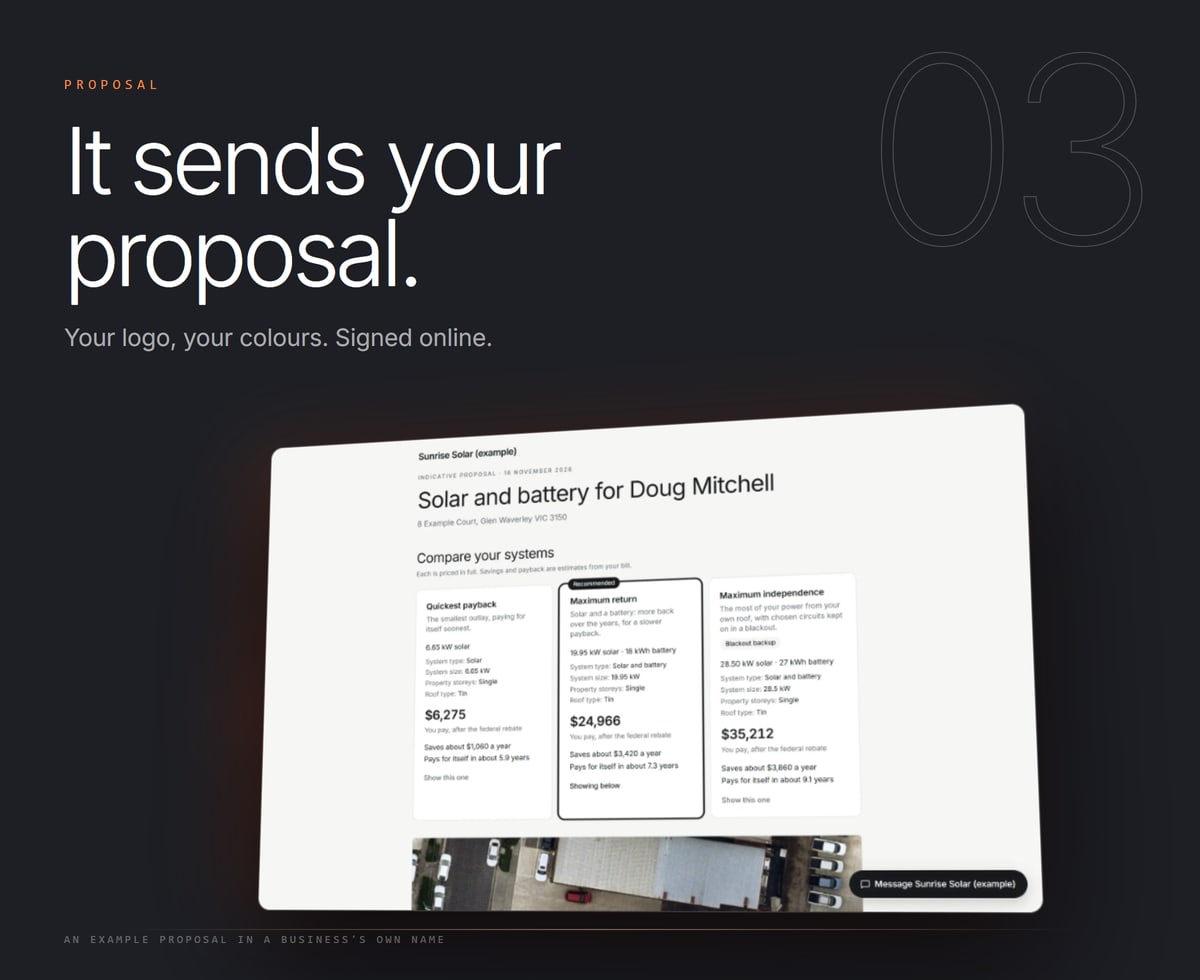 PROPOSAL
03
It sends your
proposal.
Your logo, your colours. Signed online.
Sunrise Solar (example)
INDICATIVE PROPOSAL · 16 NOVEMBER 2026
Solar and battery for Doug Mitchell
8 Example Court, Glen Waverley VIC 3150
Compare your systems
Each is priced in full. Savings and payback are estimates from your bill.
Quickest payback
The smallest outlay, paying for
itself soonest.
6.65 kW solar
System type: Solar
System size: 6.65 kW
Property storeys: Single
Roof type: Tin
$6,275
You pay, after the federal rebate
Saves about $1,060 a year
Pays for itself in about 5.9 years
Show this one
Recommended
Maximum return
Solar and a battery: more back
over the years, for a slower
payback.
19.95 kW solar · 18 kWh battery
System type: Solar and battery
System size: 19.95 kW
Property storeys: Single
Roof type: Tin
$24,966
You pay, after the federal rebate
Saves about $3,420 a year
Pays for itself in about 7.3 years
Showing below
Maximum independence
The most of your power from your
own roof, with chosen circuits kept
on in a blackout.
Blackout backup
28.50 kW solar · 27 kWh battery
System type: Solar and battery
System size: 28.5 kW
Property storeys: Single
Roof type: Tin
$35,212
You pay, after the federal rebate
Saves about $3,860 a year
Pays for itself in about 9.1 years
Show this one
Message Sunrise Solar (example)
AN EXAMPLE PROPOSAL IN A BUSINESS'S OWN NAME